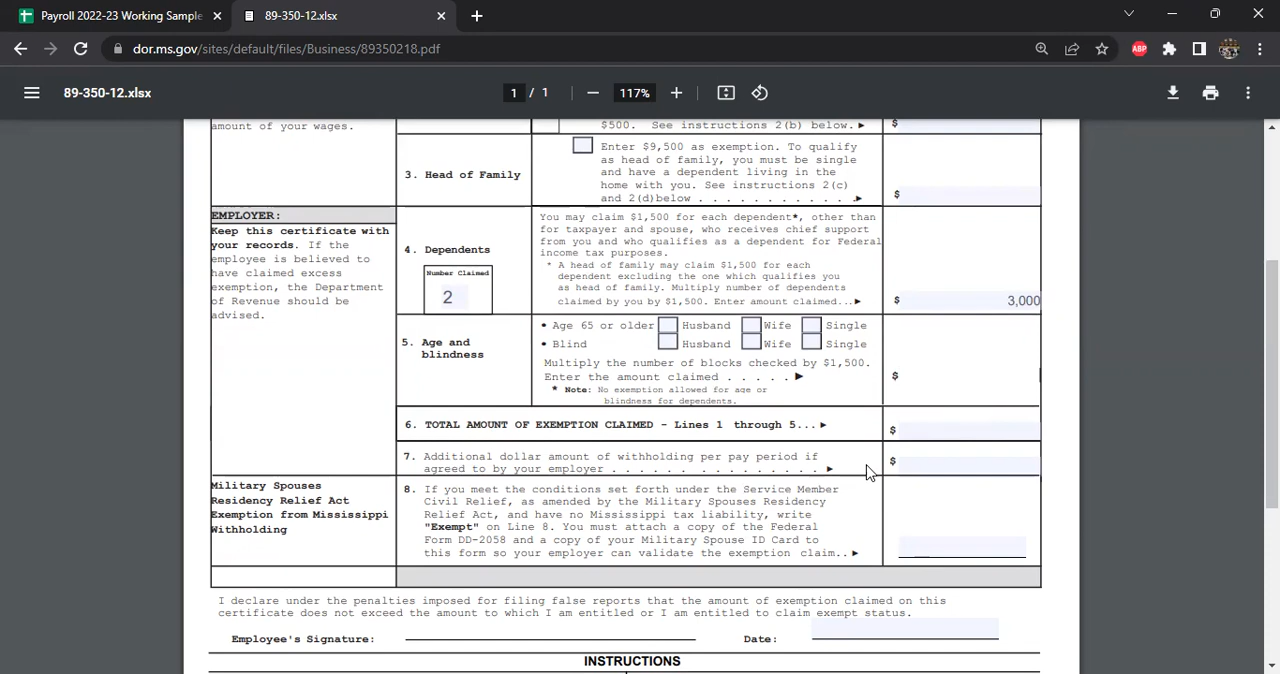 Payroll 2022-23 Working Sample
89-350-12.xlsx
dor.ms.gov/sites/default/files/Business/89350218.pdf
ABP
89-350-12.xlsx
1 / 1
117%
amount of your wages.
$500. See instructions 2(b) below.
$
3. Head of Family
Enter $9,500 as exemption. To qualify
as head of family, you must be single
and have a dependent living in the
home with you. See instructions 2(c)
and 2(d)below . . . . . . . . . . . .
$
EMPLOYER:
Keep this certificate with
your records. If the
employee is believed to
have claimed excess
exemption, the Department
of Revenue should be
advised.
4. Dependents
Number Claimed
2
You may claim $1,500 for each dependent*, other than
for taxpayer and spouse, who receives chief support
from you and who qualifies as a dependent for Federal
income tax purposes.
* A head of family may claim $1,500 for each
dependent excluding the one which qualifies you
as head of family. Multiply number of dependents
claimed by you by $1,500. Enter amount claimed...
$ 3,000
5. Age and
blindness
• Age 65 or older Husband Wife Single
• Blind Husband Wife Single
Multiply the number of blocks checked by $1,500.
Enter the amount claimed . . . . .
* Note: No exemption allowed for age or
blindness for dependents.
$
6. TOTAL AMOUNT OF EXEMPTION CLAIMED - Lines 1 through 5...
$
7. Additional dollar amount of withholding per pay period if
agreed to by your employer . . . . . . . . . . . . . . .
$
Military Spouses
Residency Relief Act
Exemption from Mississippi
Withholding
8. If you meet the conditions set forth under the Service Member
Civil Relief, as amended by the Military Spouses Residency
Relief Act, and have no Mississippi tax liability, write
"Exempt" on Line 8. You must attach a copy of the Federal
Form DD-2058 and a copy of your Military Spouse ID Card to
this form so your employer can validate the exemption claim..
I declare under the penalties imposed for filing false reports that the amount of exemption claimed on this
certificate does not exceed the amount to which I am entitled or I am entitled to claim exempt status.
Employee's Signature: Date:
INSTRUCTIONS